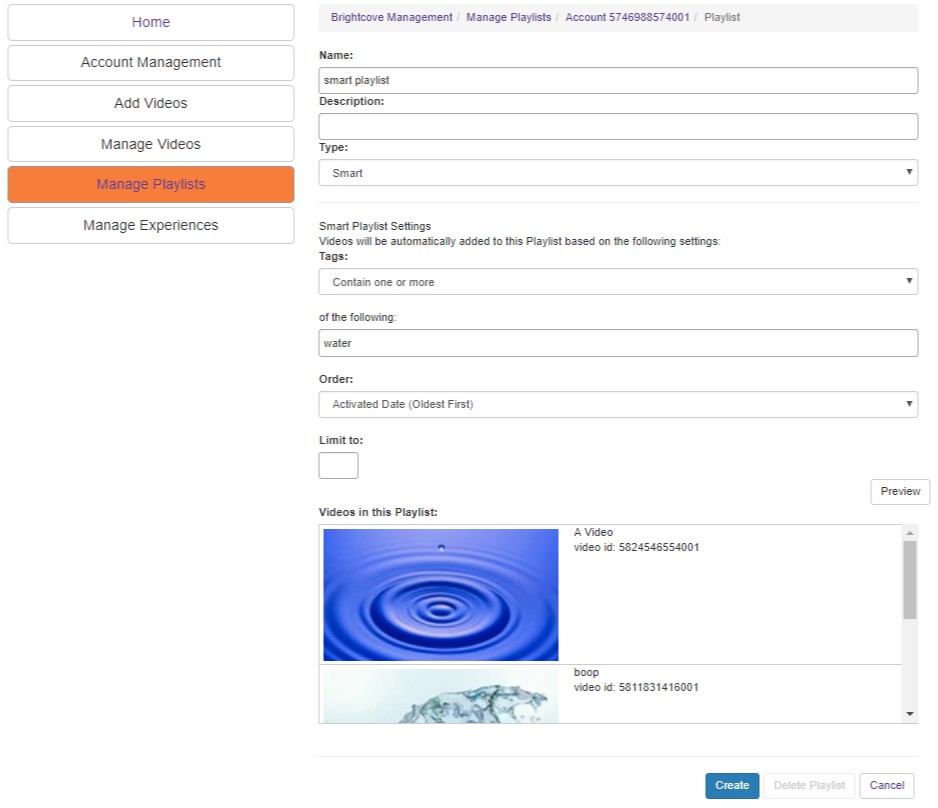 Home
Account Management
Add Videos
Manage Videos
Manage Playlists
Manage Experiences
Brightcove Management / Manage Playlists / Account 5746988574001 / Playlist
Name:
smart playlist
Description:
Type:
Smart
Smart Playlist Settings
Videos will be automatically added to this Playlist based on the following settings:
Tags:
Contain one or more
of the following:
water
Order:
Activated Date (Oldest First)
Limit to:
Preview
Videos in this Playlist:
A Video
video id: 5824546554001
boop
video id: 5811831416001
Create Delete Playlist Cancel